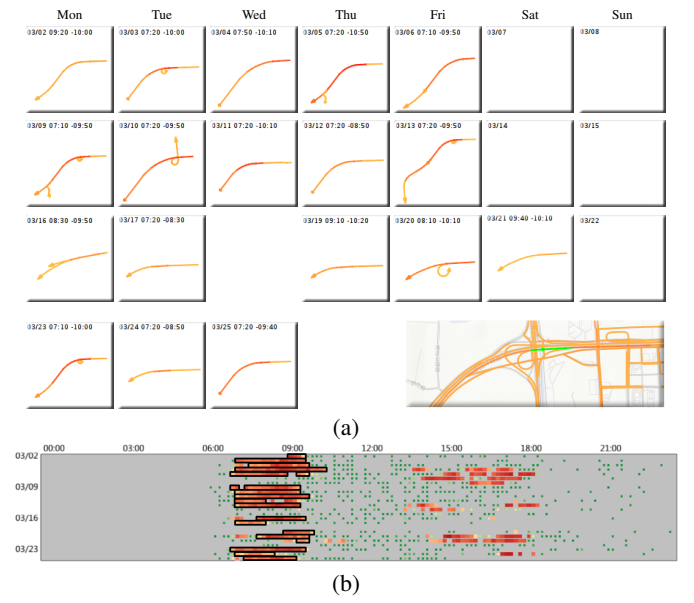 Mon Tue Wed Thu Fri Sat Sun
03/02 09:20 -10:00 03/03 07:20 -10:00 03/04 07:50 -10:10 03/05 07:20 -10:50 03/06 07:10 -09:50 03/07 03/08
03/09 07:10 -09:50 03/10 07:20 -09:50 03/11 07:20 -10:10 03/12 07:20 -08:50 03/13 07:20 -09:50 03/14 03/15
03/16 08:30 -09:50 03/17 07:20 -08:30 03/19 09:10 -10:20 03/20 08:10 -10:10 03/21 09:40 -10:10 03/22
03/23 07:10 -10:00 03/24 07:20 -08:50 03/25 07:20 -09:40
(a)
00:00 03:00 06:00 09:00 12:00 15:00 18:00 21:00
03/02
03/09
03/16
03/23
(b)